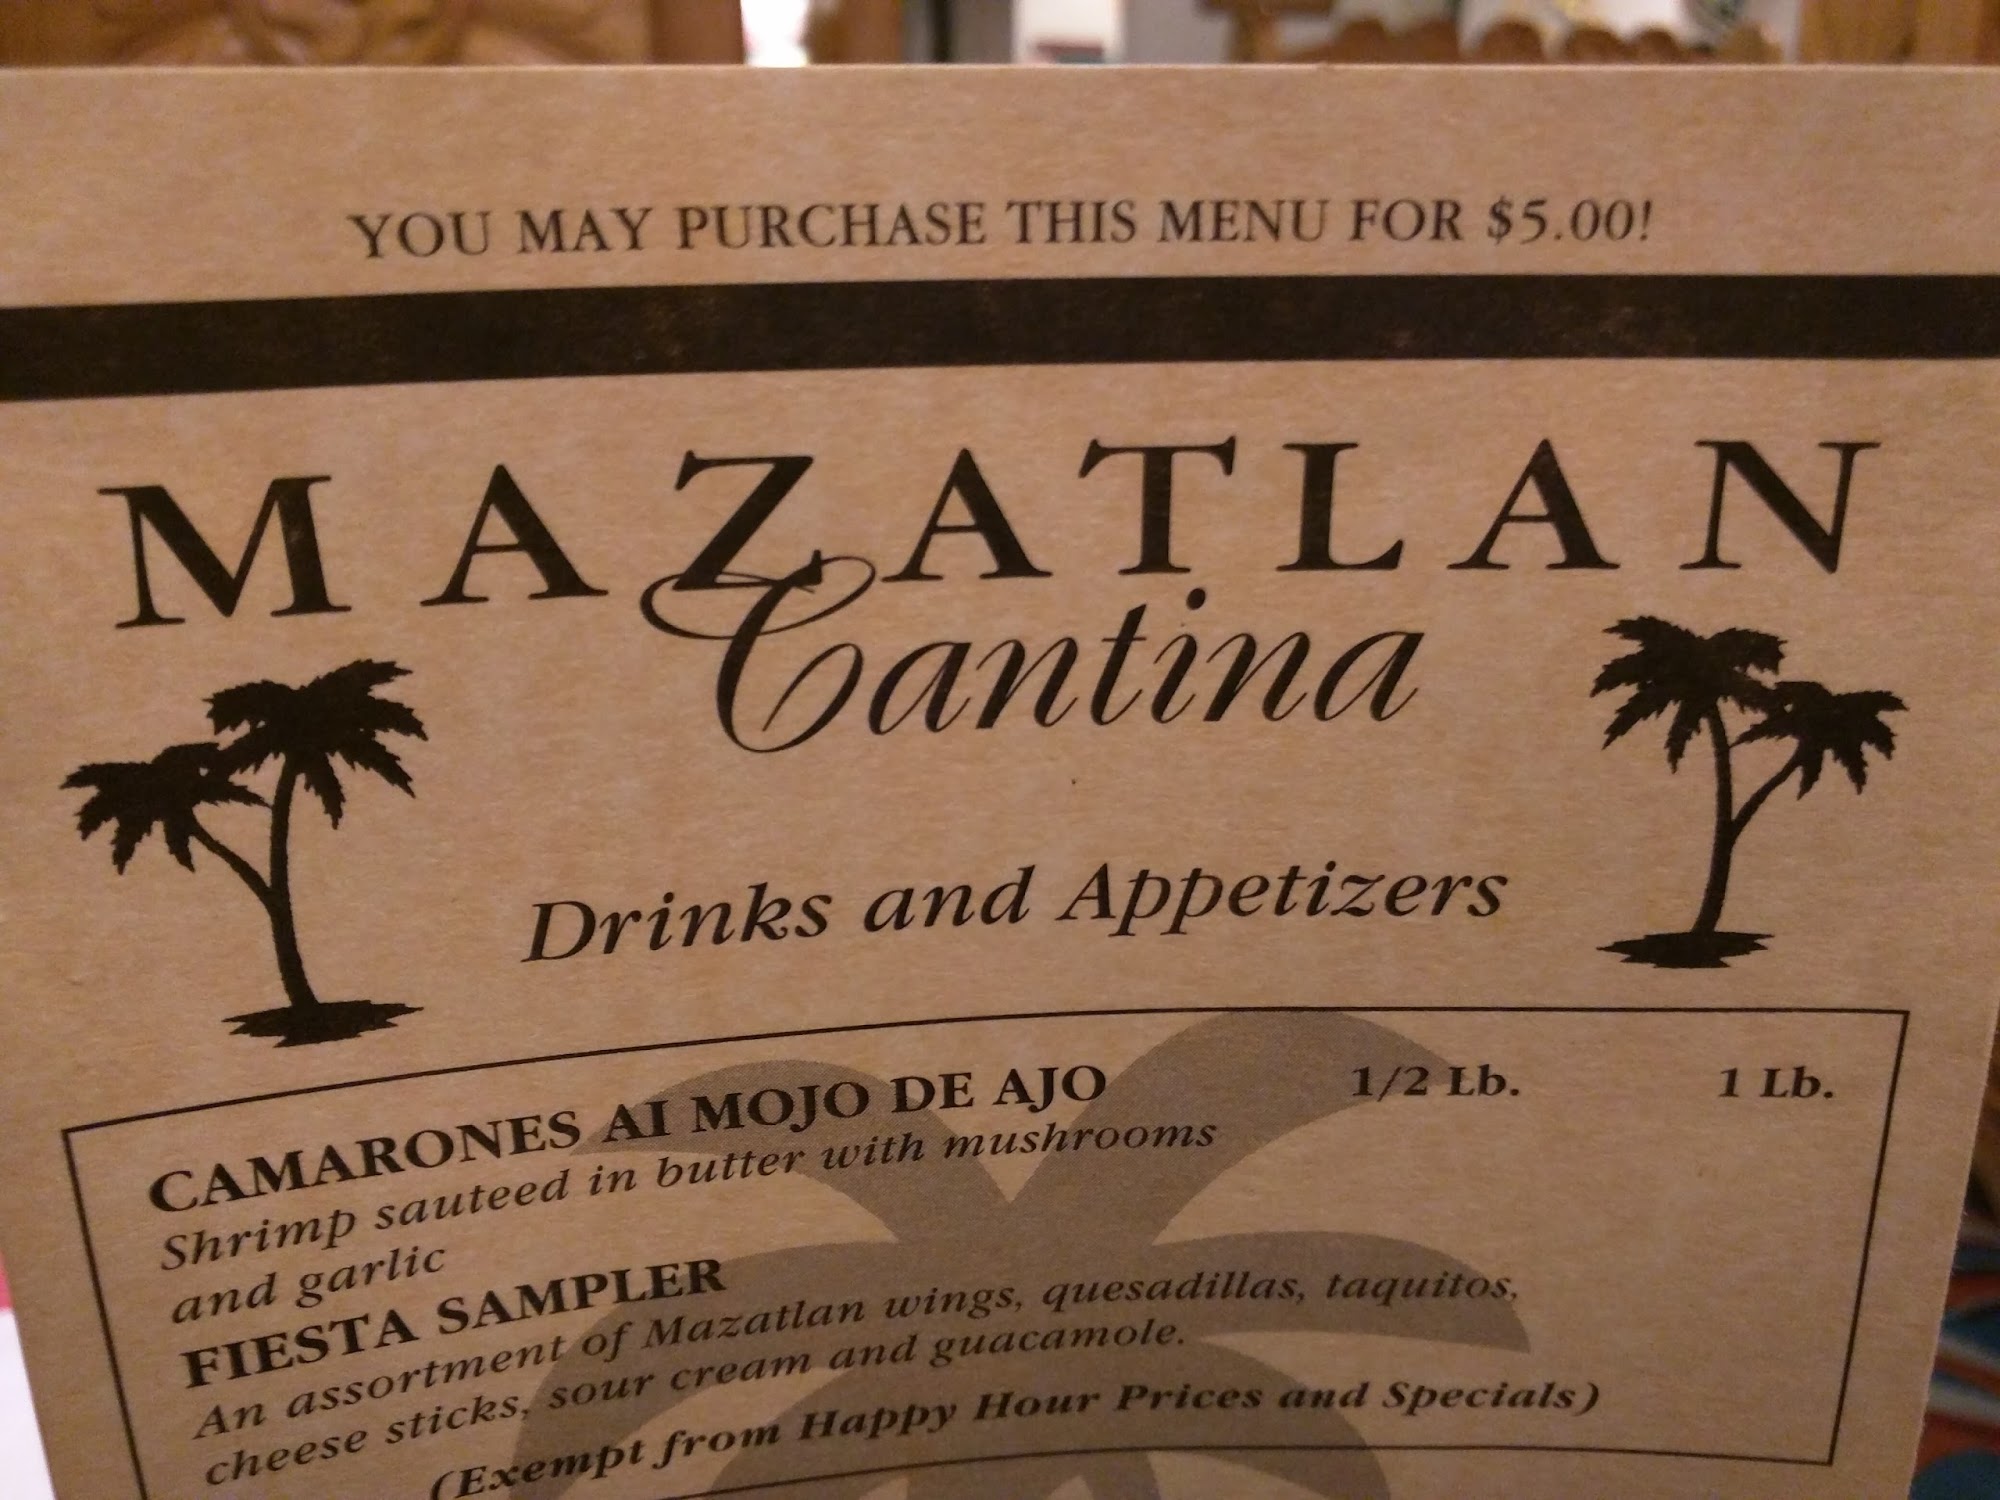 YOU MAY PURCHASE THIS MENU FOR $5.00!
MAZATLAN
Cantina
Drinks and Appetizers
CAMARONES AI MOJO DE AJO 1/2 Lb. 1 Lb.
Shrimp sauteed in butter with mushrooms
and garlic
FIESTA SAMPLER
An assortment of Mazatlan wings, quesadillas, taquitos,
cheese sticks, sour cream and guacamole.
(Exempt from Happy Hour Prices and Specials)